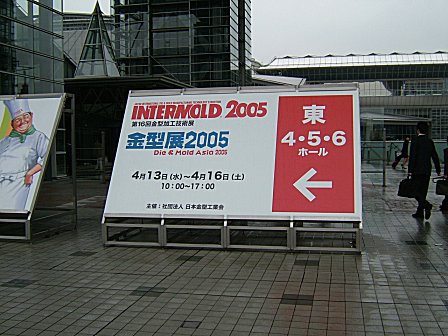 INTERMOLD 2005
第16回金型加工技術展
金型展2005
Die & Mold Asia 2005
4月13日(水)～4月16日(土)
10：00～17：00
主催：社団法人 日本金型工業会
東
4・5・6
ホール